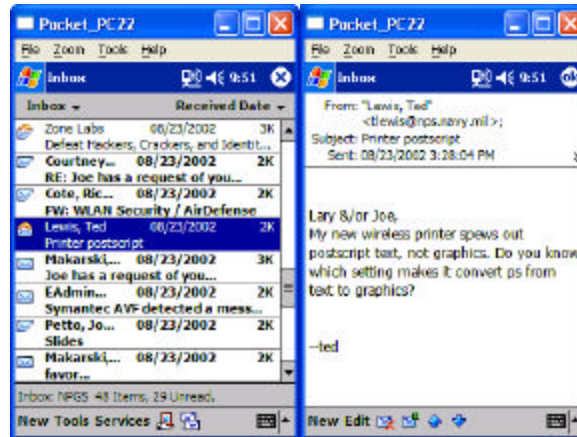 Pocket_PC22
File Zoom Tools Help
Inbox 9:51
Inbox Received Date
Zone Labs 08/23/2002 3K
Defeat Hackers, Crackers, and Identit...
Courtney... 08/23/2002 2K
RE: Joe has a request of you...
Cote, Ric... 08/23/2002 2K
FW: WLAN Security / AirDefense
Lewis, Ted 08/23/2002 2K
Printer postscript
Makarski,... 08/23/2002 3K
Joe has a request of you...
EAdmin... 08/23/2002 2K
Symantec AVF detected a mess...
Petto, Jo... 08/23/2002 2K
Slides
Makarski,... 08/23/2002 2K
favor...
Inbox: NPGS 48 Items, 29 Unread.
New Tools Services
Pocket_PC22
File Zoom Tools Help
Inbox 9:51 ok
From: "Lewis, Ted"
<tlewis@nps.navy.mil>;
Subject: Printer postscript
Sent: 08/23/2002 3:28:04 PM
Lary &/or Joe,
My new wireless printer spews out
postscript text, not graphics. Do you know
which setting makes it convert ps from
text to graphics?
--ted
New Edit